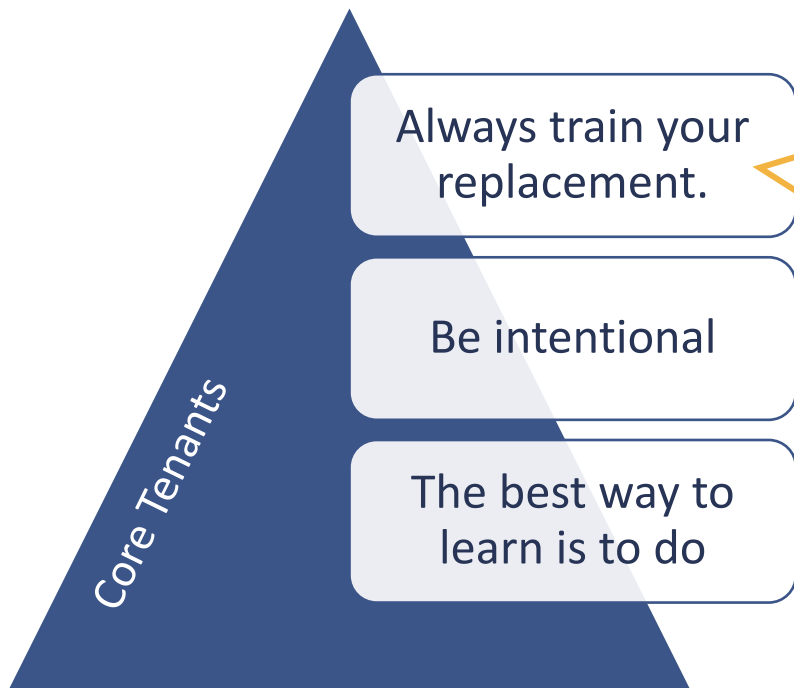 Always train your
replacement.
Be intentional
The best way to
learn is to do
Core Tenants